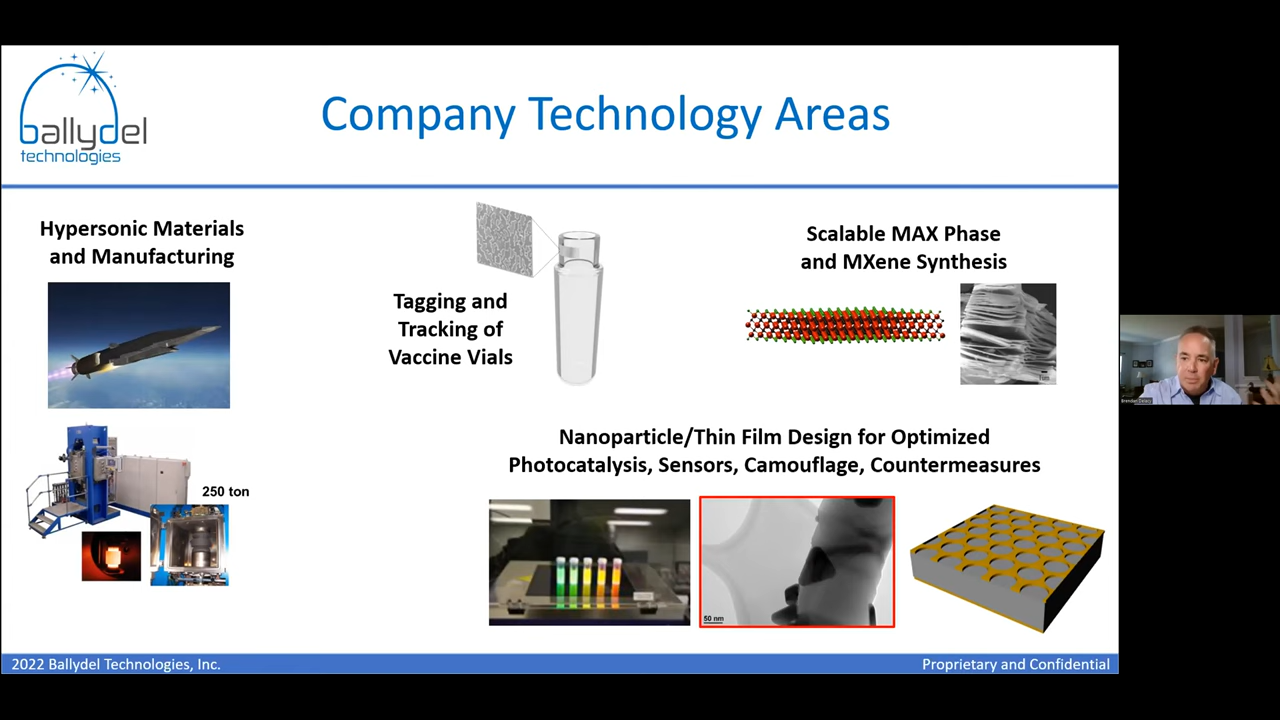 ballydel
technologies
Company Technology Areas
Hypersonic Materials
and Manufacturing
250 ton
Tagging and
Tracking of
Vaccine Vials
Scalable MAX Phase
and MXene Synthesis
Nanoparticle/Thin Film Design for Optimized
Photocatalysis, Sensors, Camouflage, Countermeasures
50 nm
2022 Ballydel Technologies, Inc.
Proprietary and Confidential